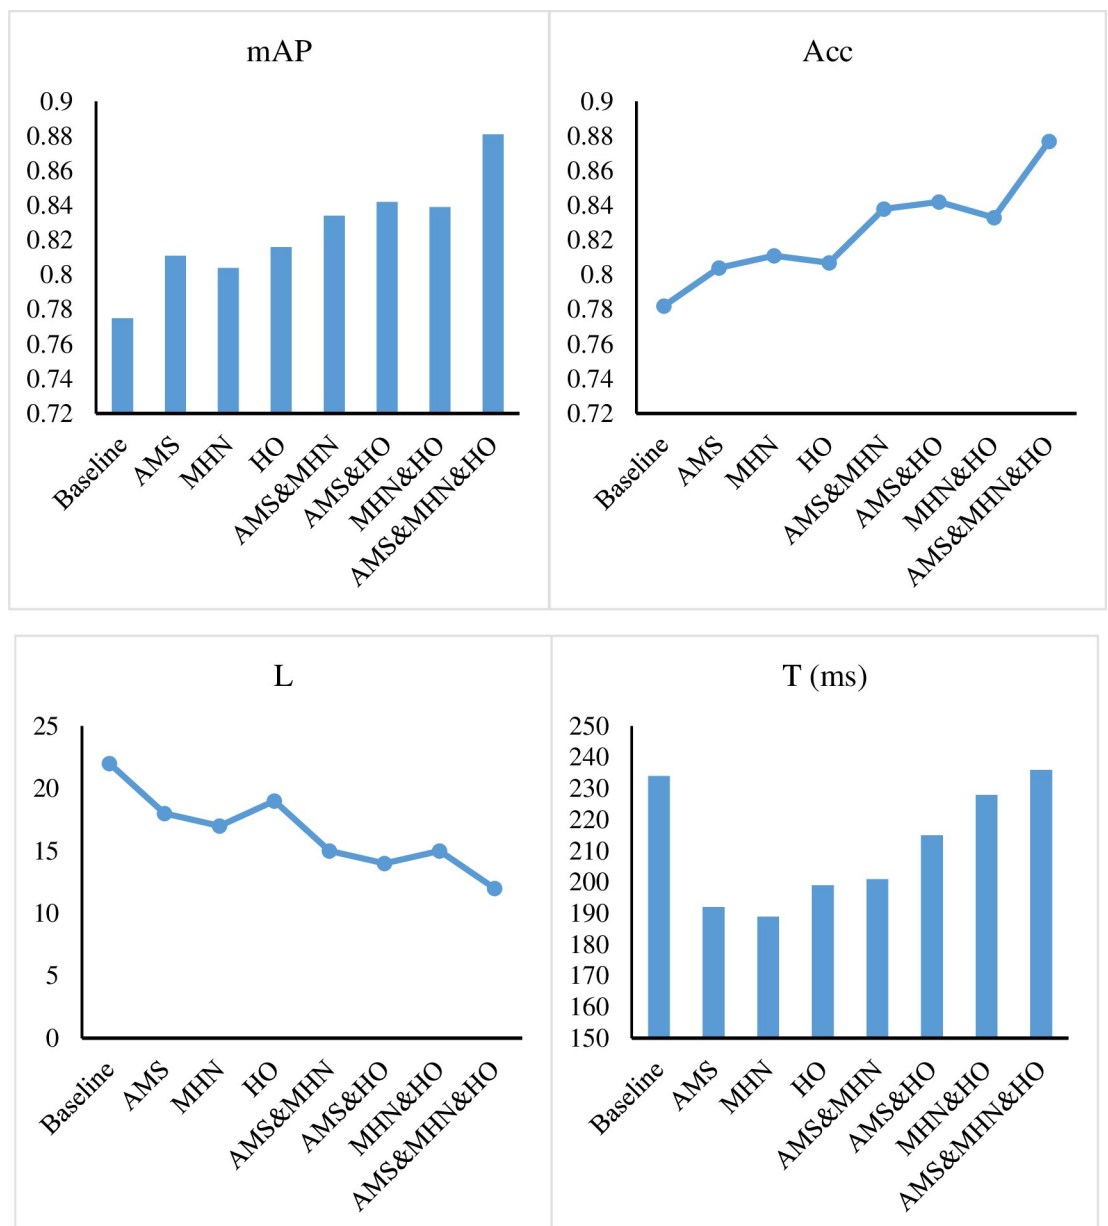 mAP
0.9
0.88
0.86
0.84
0.82
0.8
0.78
0.76
0.74
0.72
Baseline
AMS
MHN
HO
AMS&MHN
AMS&HO
MHN&HO
AMS&MHN&HO
Acc
0.9
0.88
0.86
0.84
0.82
0.8
0.78
0.76
0.74
0.72
Baseline
AMS
MHN
HO
AMS&MHN
AMS&HO
MHN&HO
AMS&MHN&HO
L
25
20
15
10
5
0
Baseline
AMS
MHN
HO
AMS&MHN
AMS&HO
MHN&HO
AMS&MHN&HO
T (ms)
250
240
230
220
210
200
190
180
170
160
150
Baseline
AMS
MHN
HO
AMS&MHN
AMS&HO
MHN&HO
AMS&MHN&HO